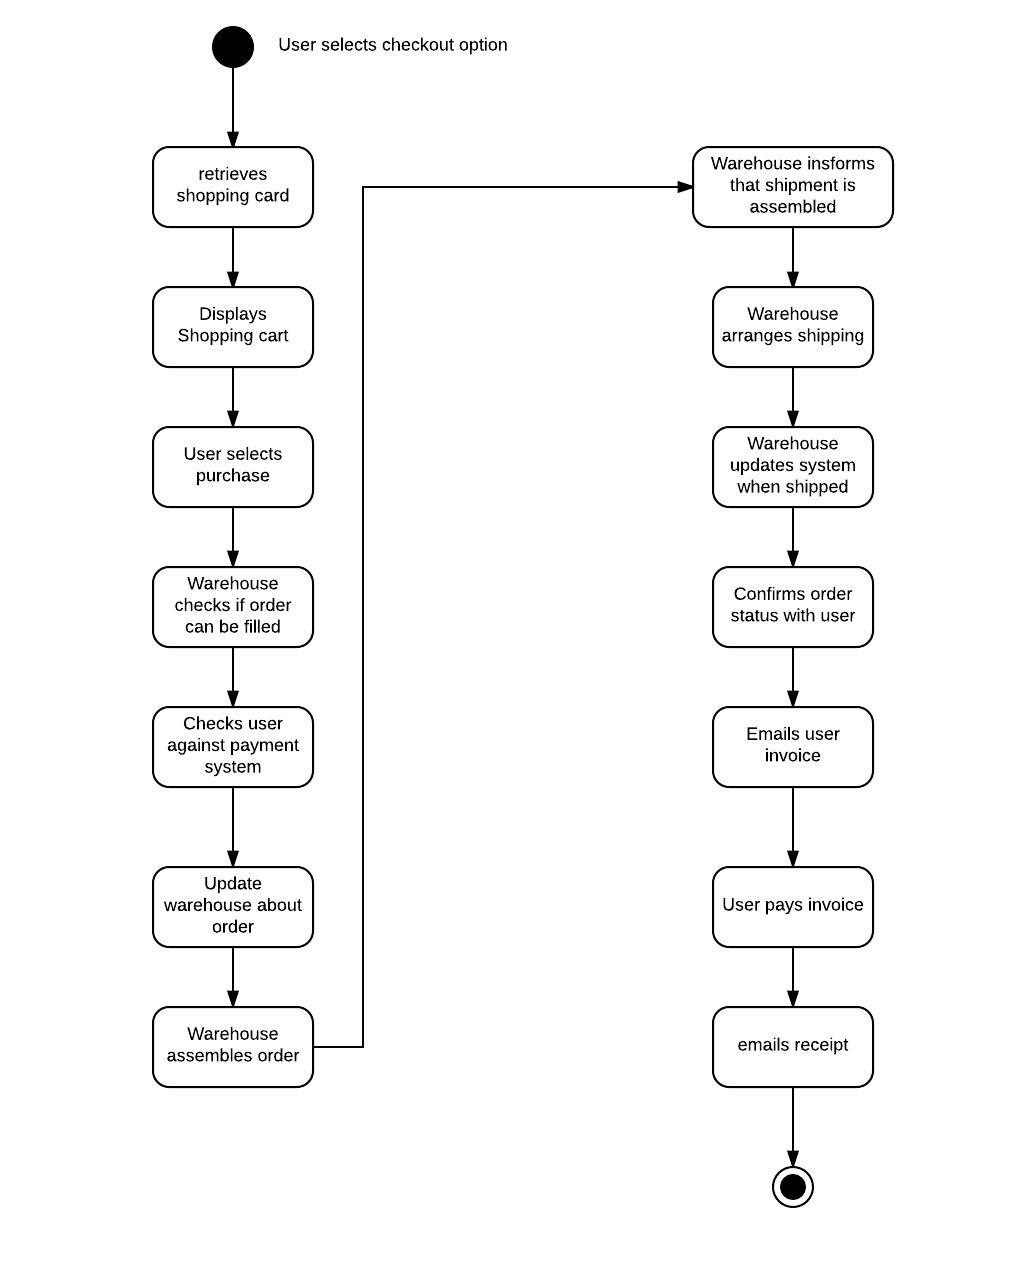 User selects checkout option
retrieves
shopping card
Displays
Shopping cart
User selects
purchase
Warehouse
checks if order
can be filled
Checks user
against payment
system
Update
warehouse about
order
Warehouse
assembles order
Warehouse insforms
that shipment is
assembled
Warehouse
arranges shipping
Warehouse
updates system
when shipped
Confirms order
status with user
Emails user
invoice
User pays invoice
emails receipt